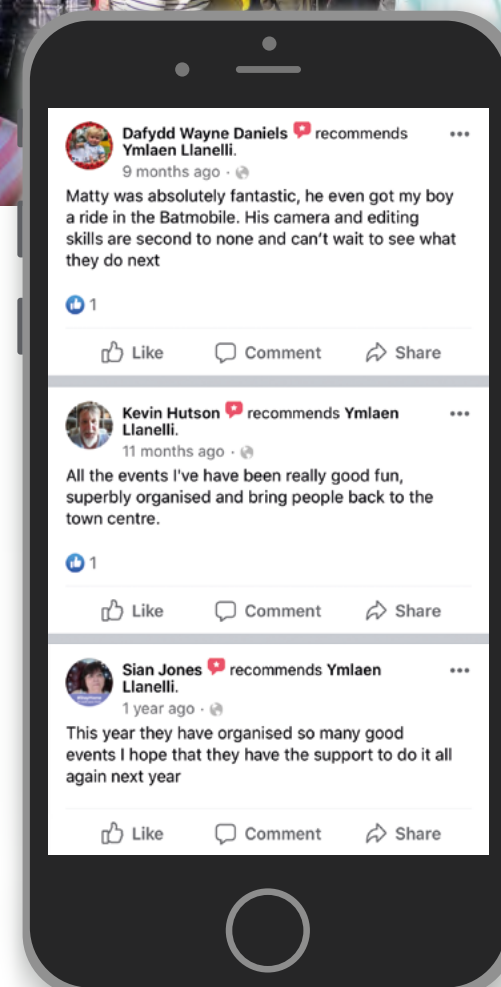 Dafydd Wayne Daniels recommends
Ymlaen Llanelli.
9 months ago ·
Matty was absolutely fantastic, he even got my boy
a ride in the Batmobile. His camera and editing
skills are second to none and can't wait to see what
they do next
1
Like Comment Share
Kevin Hutson recommends Ymlaen
Llanelli.
11 months ago ·
All the events I've have been really good fun,
superbly organised and bring people back to the
town centre.
1
Like Comment Share
Sian Jones recommends Ymlaen
Llanelli.
1 year ago ·
This year they have organised so many good
events I hope that they have the support to do it all
again next year
Like Comment Share